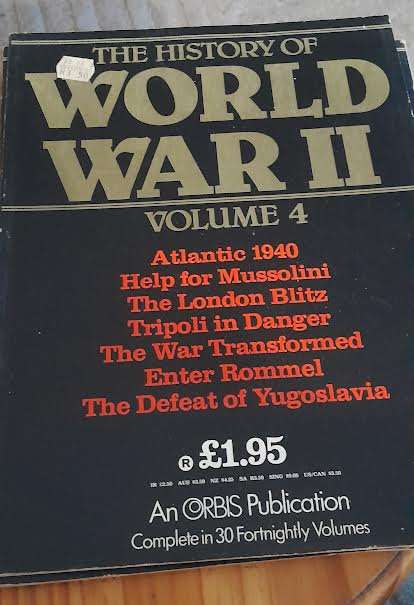 THE HISTORY OF
WORLD
WAR II
VOLUME 4
Atlantic 1940
Help for Mussolini
The London Blitz
Tripoli in Danger
The War Transformed
Enter Rommel
The Defeat of Yugoslavia
® £1.95
An ORBIS Publication
Complete in 30 Fortnightly Volumes